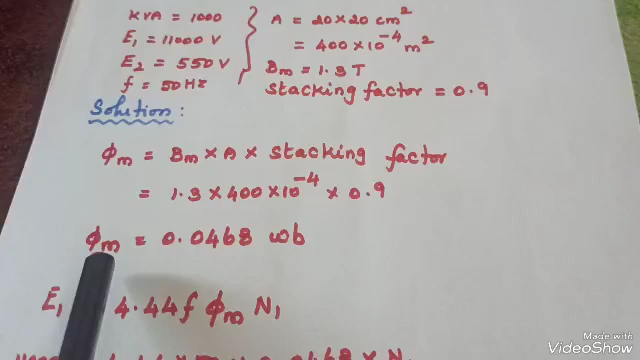 KVA = 1000
E₁ = 11000 V
E₂ = 550 V
f = 50 Hz
A = 20 × 20 cm²
= 400 × 10⁻⁴ m²
Bm = 1.3 T
stacking factor = 0.9
Solution:
ϕm = Bm × A × stacking factor
= 1.3 × 400 × 10⁻⁴ × 0.9
ϕm = 0.0468 wb
E₁ 4.44 f ϕm N₁
Made With
VideoShow